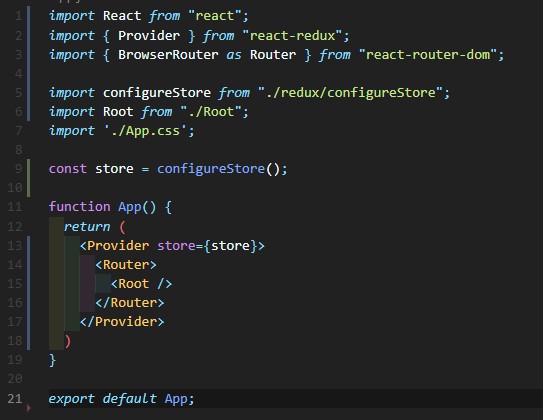 1 import React from "react";
2 import { Provider } from "react-redux";
3 import { BrowserRouter as Router } from "react-router-dom";
4
5 import configureStore from "./redux/configureStore";
6 import Root from "./Root";
7 import './App.css';
8
9 const store = configureStore();
10
11 function App() {
12   return (
13     <Provider store={store}>
14       <Router>
15         <Root />
16       </Router>
17     </Provider>
18   )
19 }
20
21 export default App;